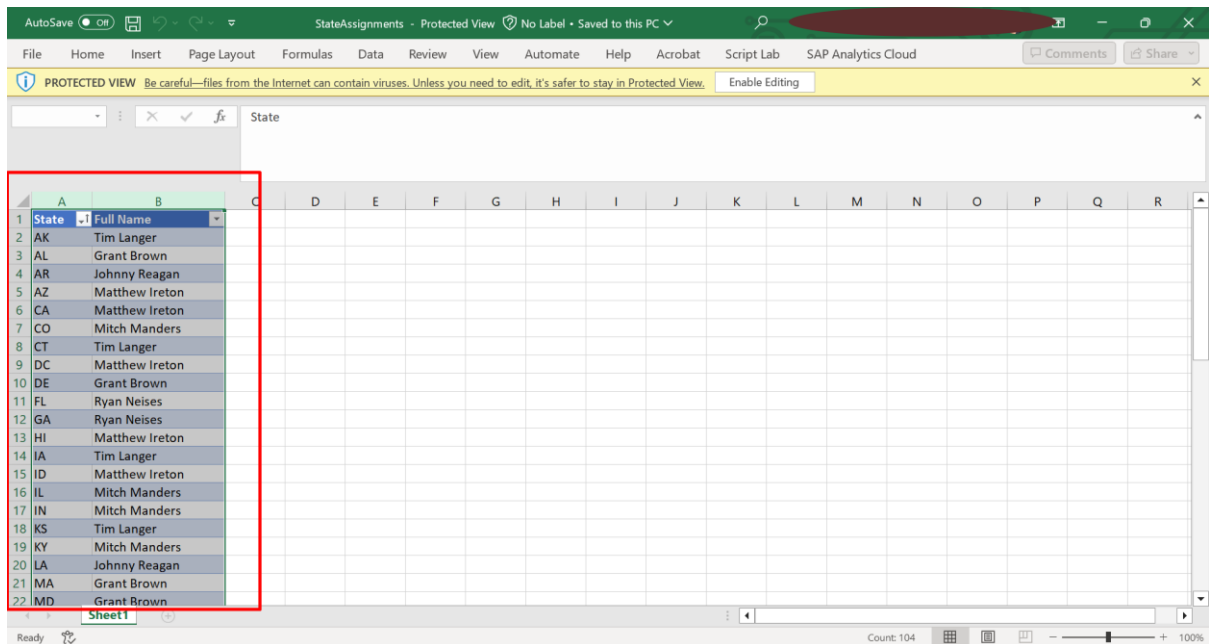 AutoSave Off StateAssignments - Protected View No Label • Saved to this PC
File Home Insert Page Layout Formulas Data Review View Automate Help Acrobat Script Lab SAP Analytics Cloud Comments Share
PROTECTED VIEW Be careful—files from the Internet can contain viruses. Unless you need to edit, it's safer to stay in Protected View. Enable Editing
fx State
A B C D E F G H I J K L M N O P Q R
1 State Full Name
2 AK Tim Langer
3 AL Grant Brown
4 AR Johnny Reagan
5 AZ Matthew Ireton
6 CA Matthew Ireton
7 CO Mitch Manders
8 CT Tim Langer
9 DC Matthew Ireton
10 DE Grant Brown
11 FL Ryan Neises
12 GA Ryan Neises
13 HI Matthew Ireton
14 IA Tim Langer
15 ID Matthew Ireton
16 IL Mitch Manders
17 IN Mitch Manders
18 KS Tim Langer
19 KY Mitch Manders
20 LA Johnny Reagan
21 MA Grant Brown
22 MD Grant Brown
Sheet1
Ready Count: 104 100%